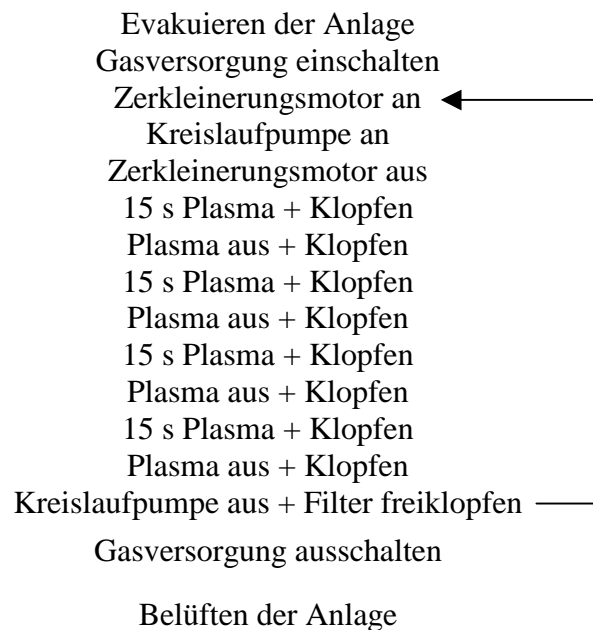 Evakuieren der Anlage
Gasversorgung einschalten
Zerkleinerungsmotor an
Kreislaufpumpe an
Zerkleinerungsmotor aus
15 s Plasma + Klopfen
Plasma aus + Klopfen
15 s Plasma + Klopfen
Plasma aus + Klopfen
15 s Plasma + Klopfen
Plasma aus + Klopfen
15 s Plasma + Klopfen
Plasma aus + Klopfen
Kreislaufpumpe aus + Filter freiklopfen
Gasversorgung ausschalten
Belüften der Anlage